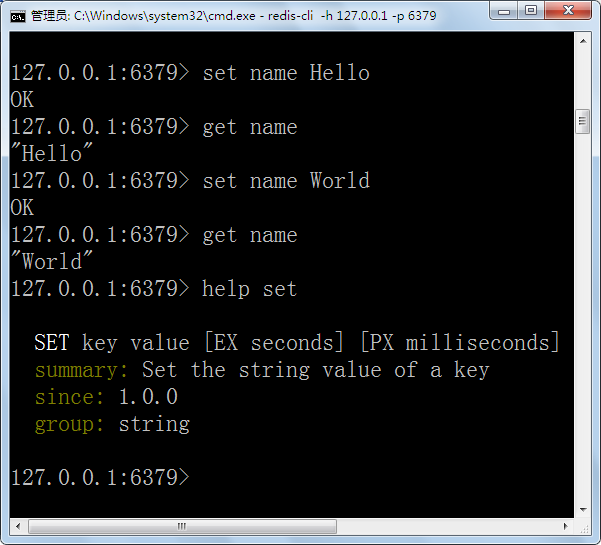 管理员: C:\Windows\system32\cmd.exe - redis-cli  -h 127.0.0.1 -p 6379
127.0.0.1:6379> set name Hello
OK
127.0.0.1:6379> get name
"Hello"
127.0.0.1:6379> set name World
OK
127.0.0.1:6379> get name
"World"
127.0.0.1:6379> help set
SET key value [EX seconds] [PX milliseconds]
summary: Set the string value of a key
since: 1.0.0
group: string
127.0.0.1:6379>